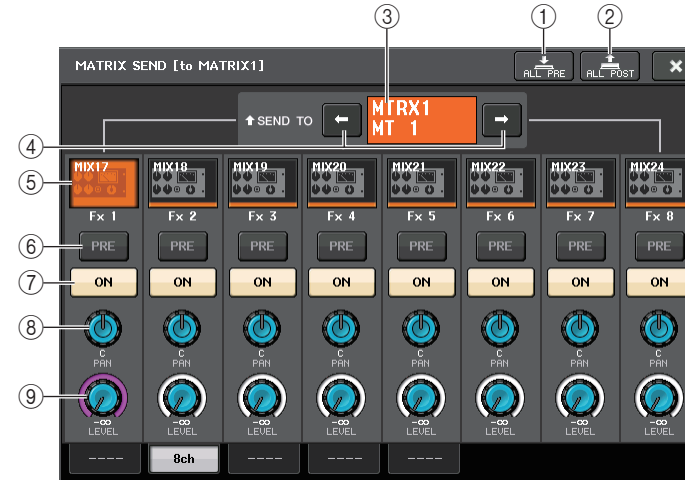 ③ ① ②
MATRIX SEND [to MATRIX1] ALL PRE ALL POST ×
SEND TO MTRX1
MT 1
④
⑤ MIX17 MIX18 MIX19 MIX20 MIX21 MIX22 MIX23 MIX24
Fx 1 Fx 2 Fx 3 Fx 4 Fx 5 Fx 6 Fx 7 Fx 8
⑥ PRE PRE PRE PRE PRE PRE PRE PRE
⑦ ON ON ON ON ON ON ON ON
⑧
C C C C C C C C
PAN PAN PAN PAN PAN PAN PAN PAN
⑨
-∞ -∞ -∞ -∞ -∞ -∞ -∞ -∞
LEVEL LEVEL LEVEL LEVEL LEVEL LEVEL LEVEL LEVEL
---- 8ch ---- ---- ----